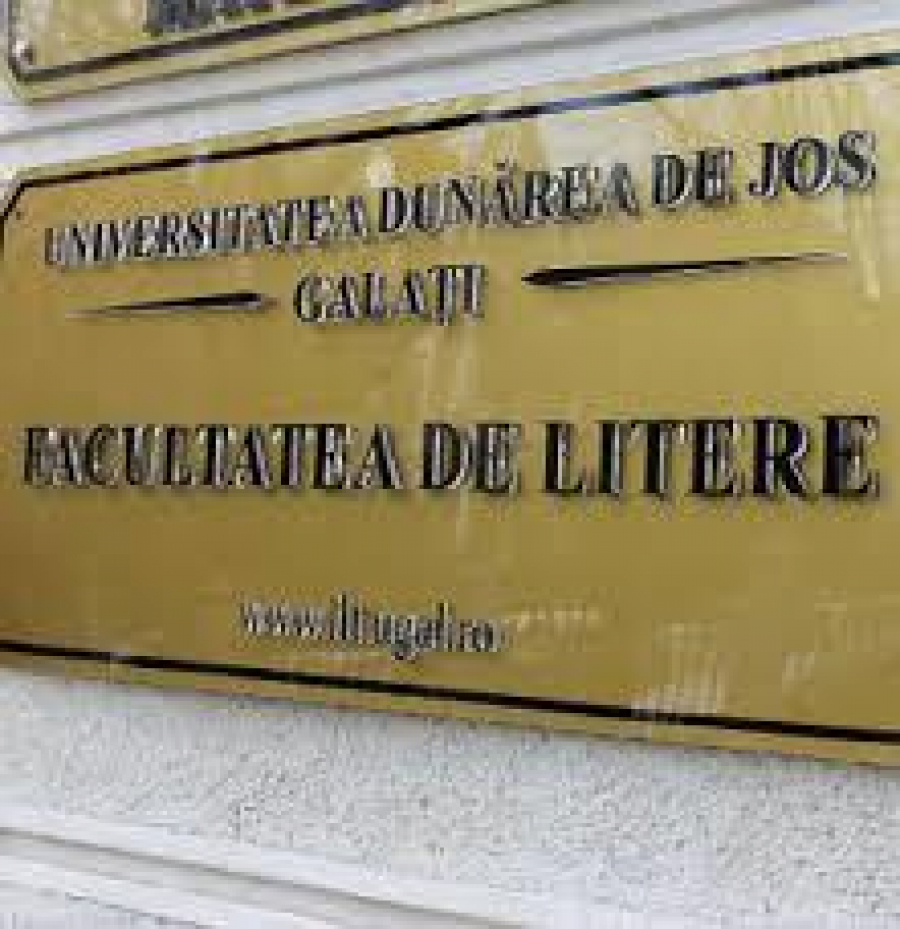 UNIVERSITATEA DUNĂREA DE JOS
GALAȚI
FACULTATEA DE LITERE